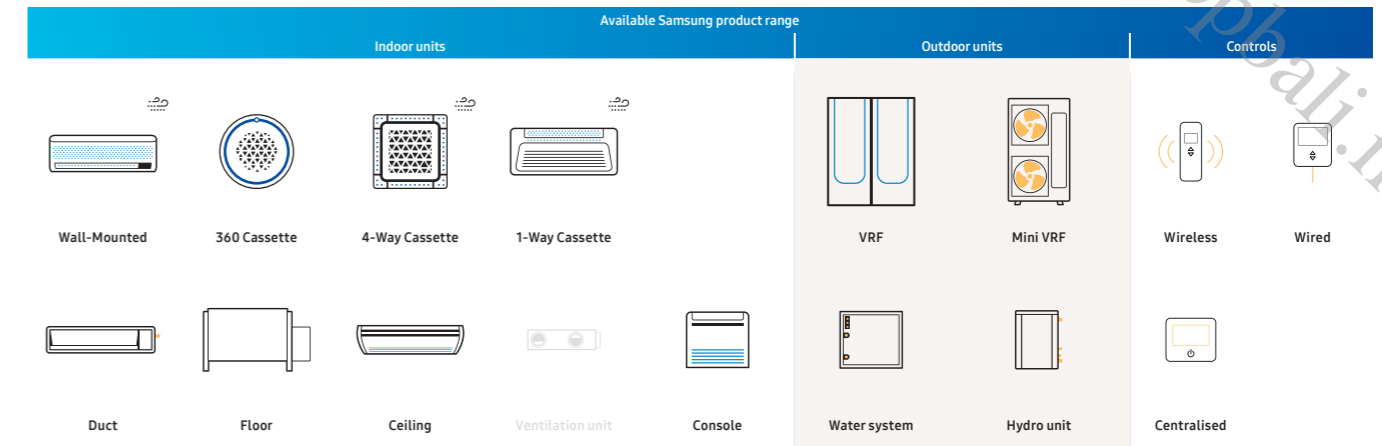 Available Samsung product range
Indoor units Outdoor units Controls
Wall-Mounted 360 Cassette 4-Way Cassette 1-Way Cassette VRF Mini VRF Wireless Wired
Duct Floor Ceiling Ventilation unit Console Water system Hydro unit Centralised